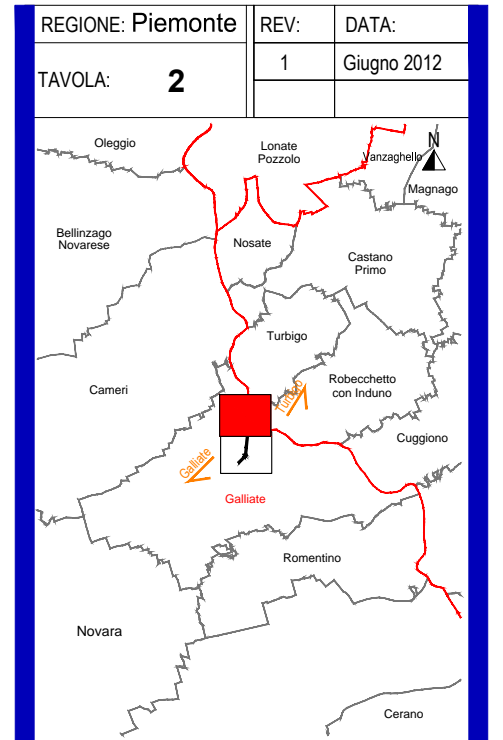 REGIONE: Piemonte
REV:
DATA:
TAVOLA: 2
1
Giugno 2012
Oleggio
Lonate
Pozzolo
Vanzaghello
N
Magnago
Bellinzago
Novarese
Nosate
Castano
Primo
Turbigo
Cameri
Robecchetto
con Induno
Turbigo
Cuggiono
Galliate
Galliate
Romentino
Novara
Cerano